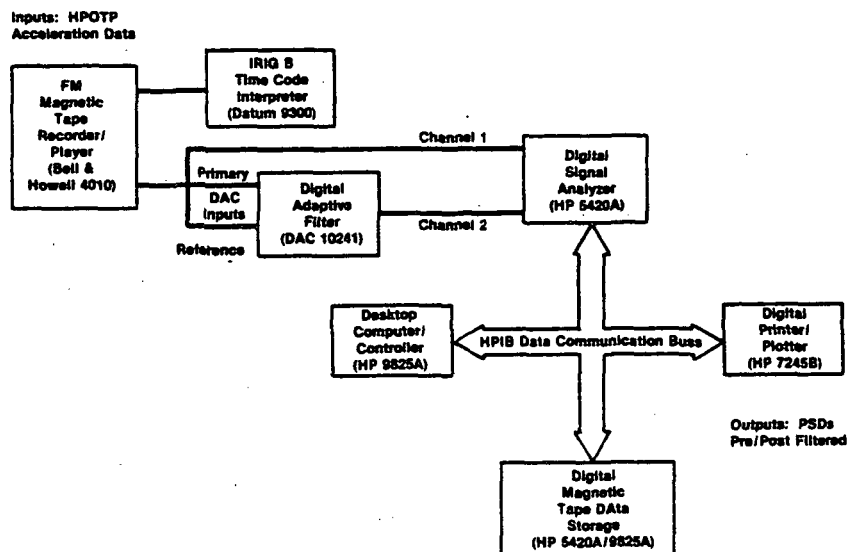 Inputs: HPOTP
Acceleration Data
FM
Magnetic
Tape
Recorder/
Player
(Bell &
Howell 4010)
IRIG B
Time Code
Interpreter
(Datum 9300)
Channel 1
Primary
DAC
Inputs
Reference
Digital
Adaptive
Filter
(DAC 10241)
Channel 2
Digital
Signal
Analyzer
(HP 5420A)
Desktop
Computer/
Controller
(HP 9825A)
HPIB Data Communication Buss
Digital
Printer/
Plotter
(HP 7245B)
Outputs: PSDs
Pre/Post Filtered
Digital
Magnetic
Tape DAta
Storage
(HP 5420A/9825A)